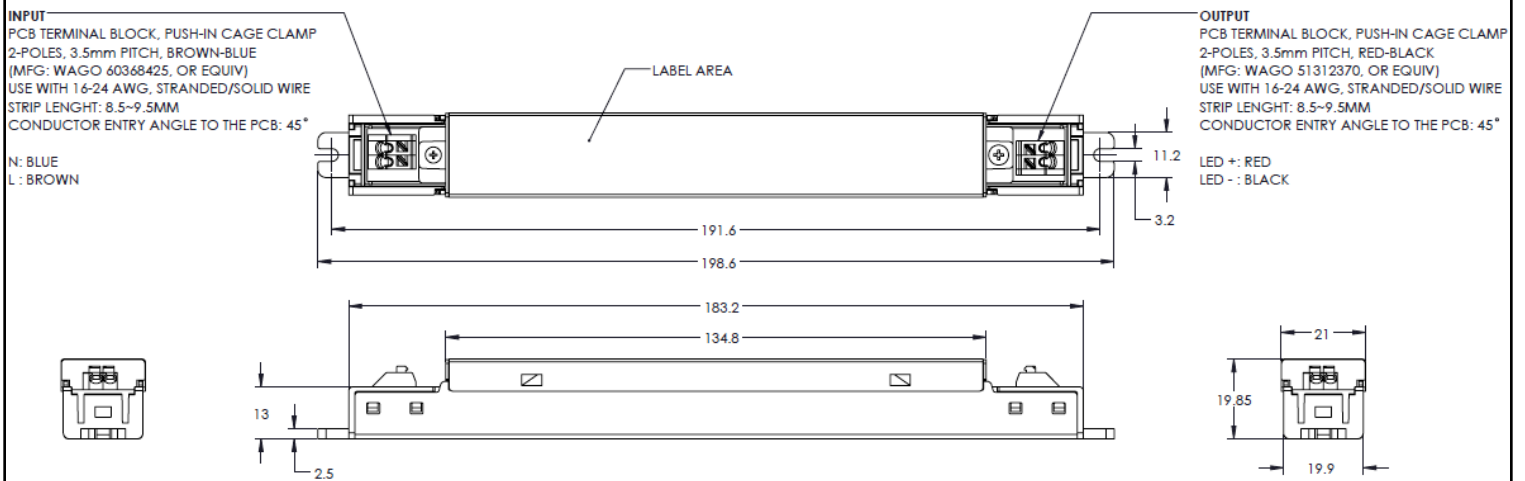 INPUT
PCB TERMINAL BLOCK, PUSH-IN CAGE CLAMP
2-POLES, 3.5mm PITCH, BROWN-BLUE
(MFG: WAGO 60368425, OR EQUIV)
USE WITH 16-24 AWG, STRANDED/SOLID WIRE
STRIP LENGHT: 8.5~9.5MM
CONDUCTOR ENTRY ANGLE TO THE PCB: 45°
N: BLUE
L : BROWN
LABEL AREA
OUTPUT
PCB TERMINAL BLOCK, PUSH-IN CAGE CLAMP
2-POLES, 3.5mm PITCH, RED-BLACK
(MFG: WAGO 51312370, OR EQUIV)
USE WITH 16-24 AWG, STRANDED/SOLID WIRE
STRIP LENGHT: 8.5~9.5MM
CONDUCTOR ENTRY ANGLE TO THE PCB: 45°
LED +: RED
LED - : BLACK
11.2
3.2
191.6
198.6
183.2
134.8
13
2.5
21
19.85
19.9